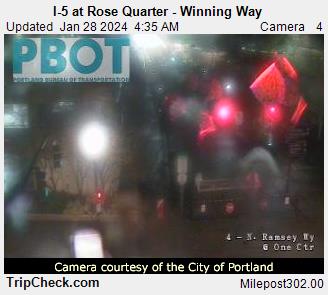 I-5 at Rose Quarter - Winning Way
Updated Jan 28 2024 4:35 AM Camera 4
PBOT
PORTLAND BUREAU OF TRANSPORTATION
4 - N. Ramsey Wy
@ One Ctr
Camera courtesy of the City of Portland
TripCheck.com Milepost302.00